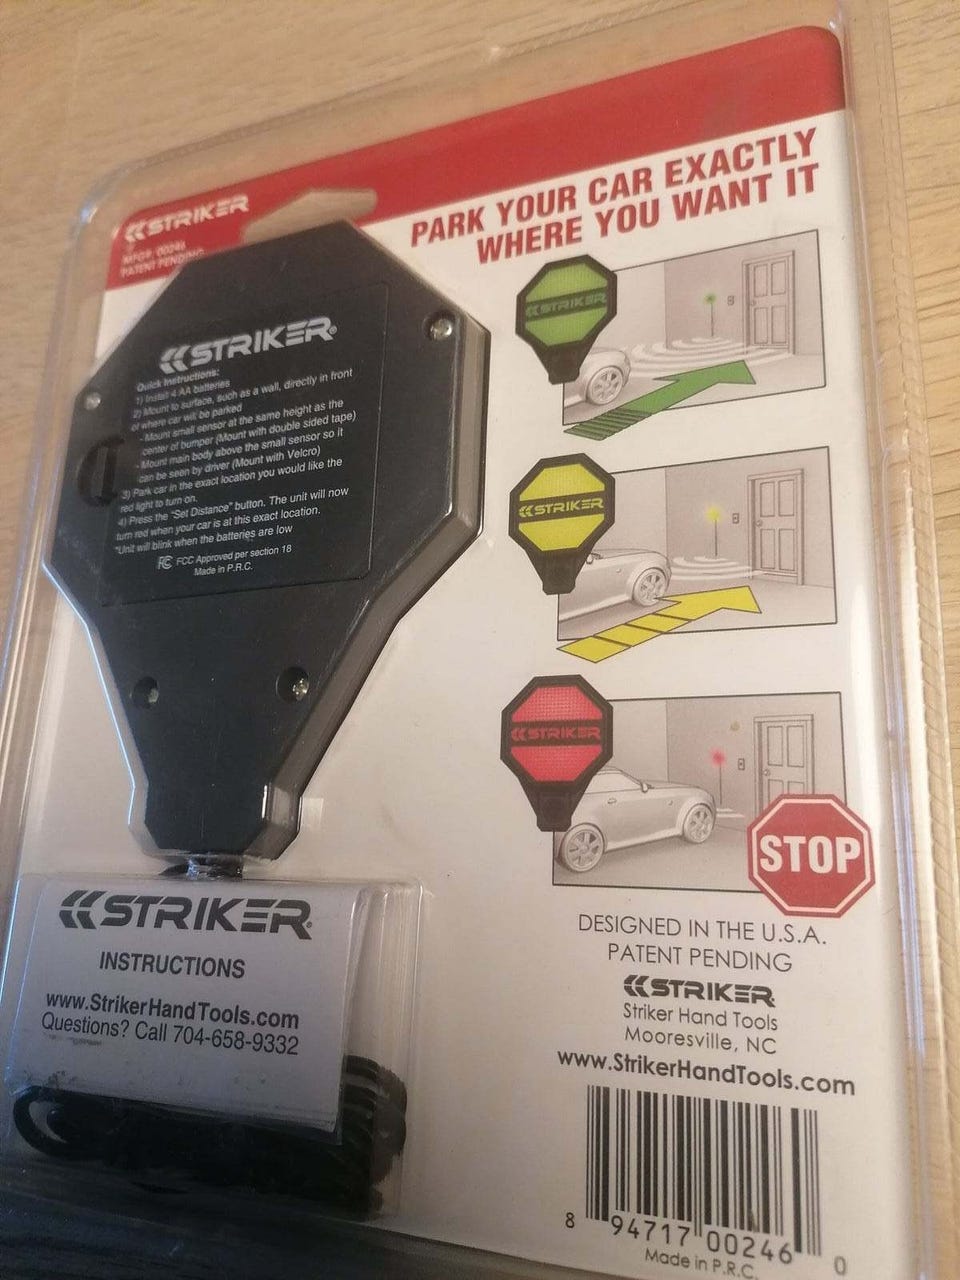 STRIKER
MFG#: 00246
PATENT PENDING
PARK YOUR CAR EXACTLY
WHERE YOU WANT IT
STRIKER®
Quick Instructions:
1) Install 4 AA batteries
2) Mount to surface, such as a wall, directly in front
of where car will be parked
- Mount small sensor at the same height as the
center of bumper (Mount with double sided tape)
- Mount main body above the small sensor so it
can be seen by driver (Mount with Velcro)
3) Park car in the exact location you would like the
red light to turn on.
4) Press the "Set Distance" button. The unit will now
turn red when your car is at this exact location.
*Unit will blink when the batteries are low
FC FCC Approved per section 18
Made in P.R.C.
STRIKER
STRIKER
STRIKER
STOP
STRIKER®
INSTRUCTIONS
www.StrikerHandTools.com
Questions? Call 704-658-9332
DESIGNED IN THE U.S.A.
PATENT PENDING
STRIKER
Striker Hand Tools
Mooresville, NC
www.StrikerHandTools.com
8 94717 00246 0
Made in P.R.C.